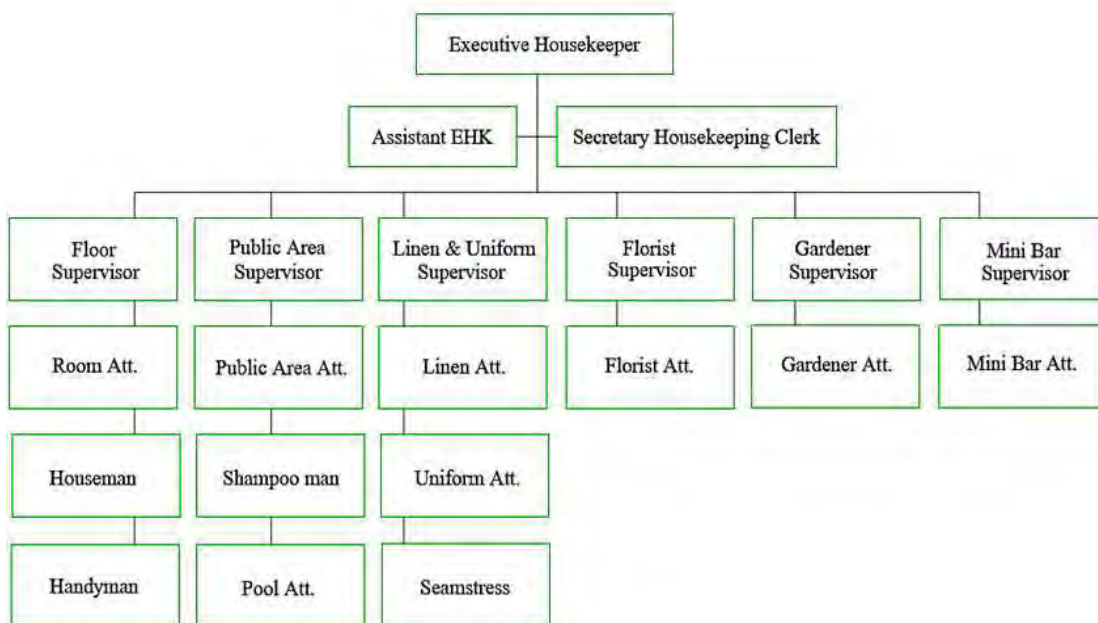 Executive Housekeeper
Assistant EHK
Secretary Housekeeping Clerk
Floor
Supervisor
Public Area
Supervisor
Linen & Uniform
Supervisor
Florist
Supervisor
Gardener
Supervisor
Mini Bar
Supervisor
Room Att.
Public Area Att.
Linen Att.
Florist Att.
Gardener Att.
Mini Bar Att.
Houseman
Shampoo man
Uniform Att.
Handyman
Pool Att.
Seamstress